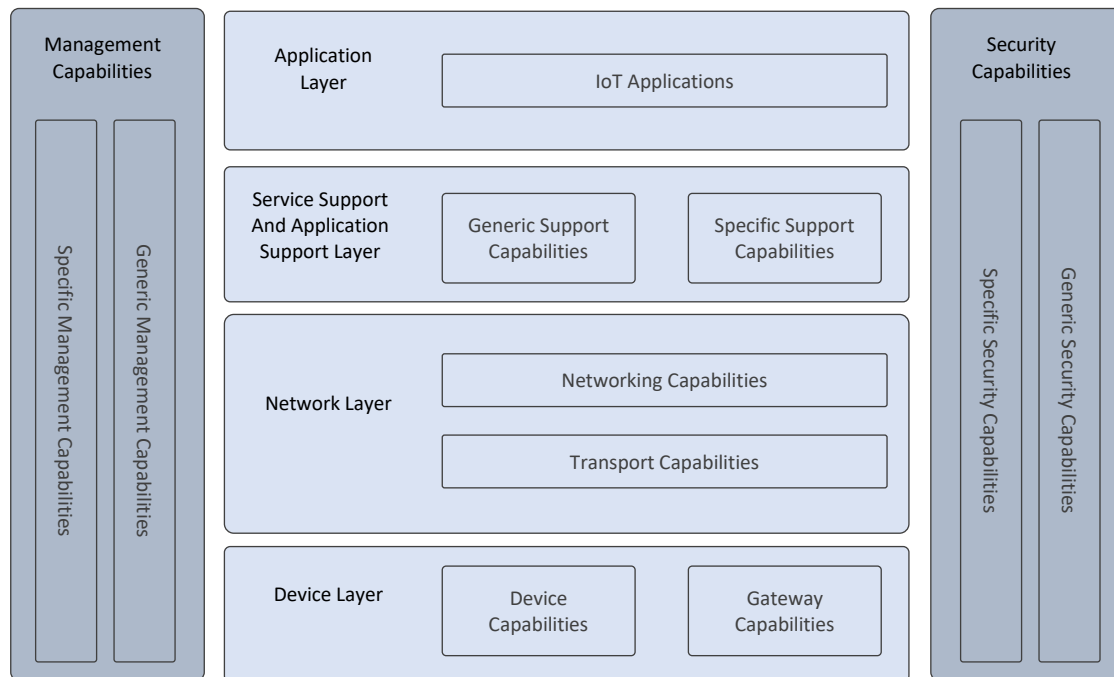 Management
Capabilities
Specific Management Capabilities
Generic Management Capabilities
Application
Layer
IoT Applications
Service Support
And Application
Support Layer
Generic Support
Capabilities
Specific Support
Capabilities
Network Layer
Networking Capabilities
Transport Capabilities
Device Layer
Device
Capabilities
Gateway
Capabilities
Security
Capabilities
Specific Security Capabilities
Generic Security Capabilities